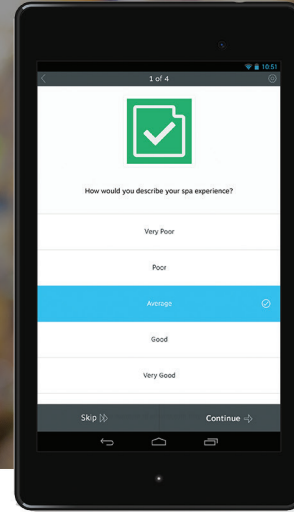 10:51
1 of 4
How would you describe your spa experience?
Very Poor
Poor
Average
Good
Very Good
Skip
Continue